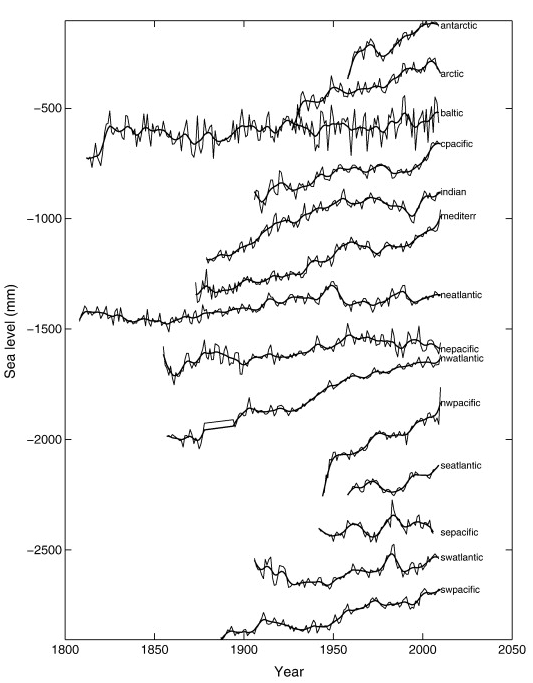 antarctic
arctic
−500
baltic
cpacific
indian
−1000
mediterr
neatlantic
−1500
nepacific
nwatlantic
nwpacific
−2000
seatlantic
sepacific
−2500
swatlantic
swpacific
Sea level (mm)
1800 1850 1900 1950 2000 2050
Year